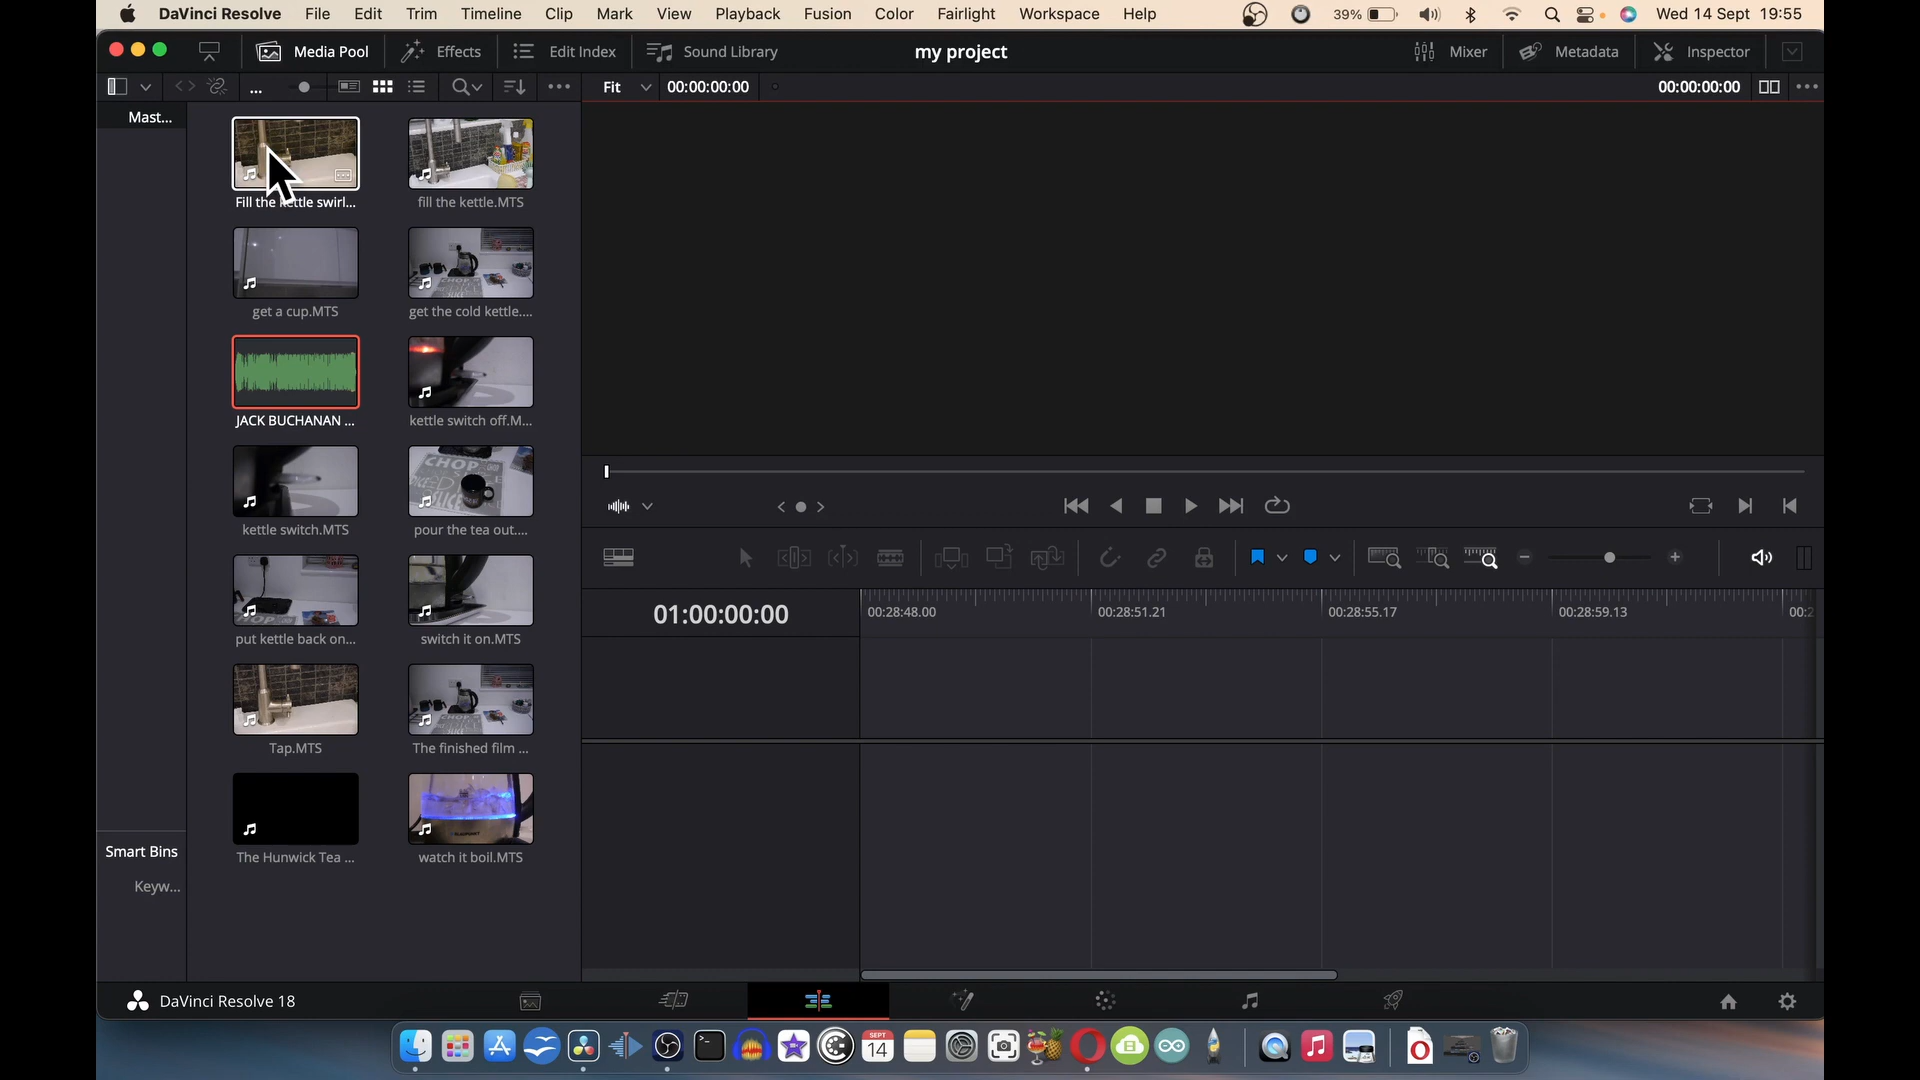 DaVinci Resolve File Edit Trim Timeline Clip Mark View Playback Fusion Color Fairlight Workspace Help 39% Wed 14 Sept 19:55
Media Pool Effects Edit Index Sound Library my project Mixer Metadata Inspector
... Fit 00:00:00:00 00:00:00:00
Mast...
Fill the kettle swirl... fill the kettle.MTS
get a cup.MTS get the cold kettle....
JACK BUCHANAN ... kettle switch off.M...
kettle switch.MTS pour the tea out....
put kettle back on... switch it on.MTS
Tap.MTS The finished film ...
The Hunwick Tea ... watch it boil.MTS
Smart Bins
Keyw...
01:00:00:00 00:28:48.00 00:28:51.21 00:28:55.17 00:28:59.13 00:2
DaVinci Resolve 18
SEPT
14